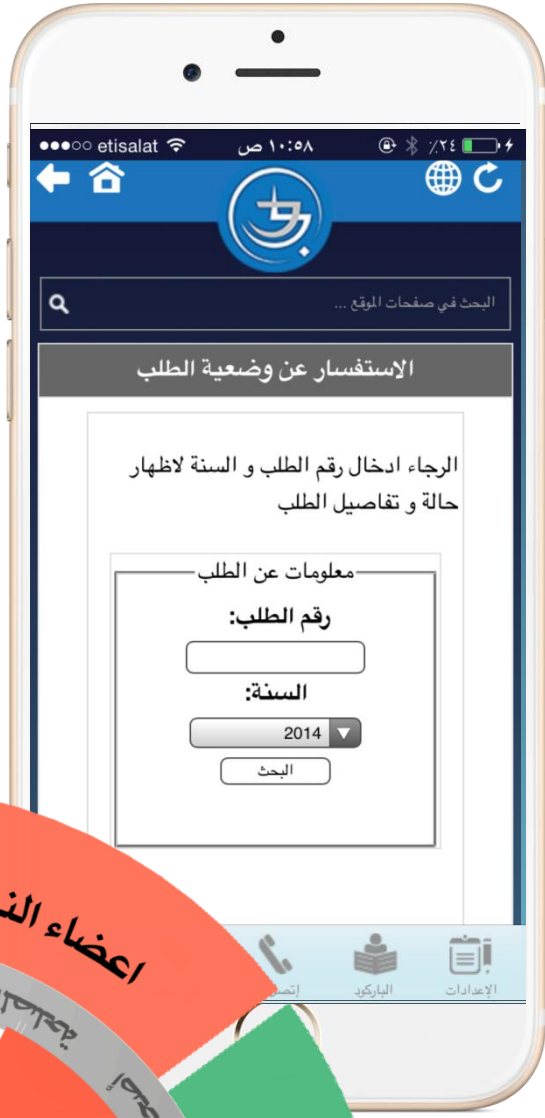 etisalat ١٠:٥٨ ص ٪٢٤
البحث في صفحات الموقع ...
الاستفسار عن وضعية الطلب
الرجاء ادخال رقم الطلب و السنة لاظهار
حالة و تفاصيل الطلب
معلومات عن الطلب
رقم الطلب:
السنة:
2014
البحث
الإعدادات
الباركود
اعضاء